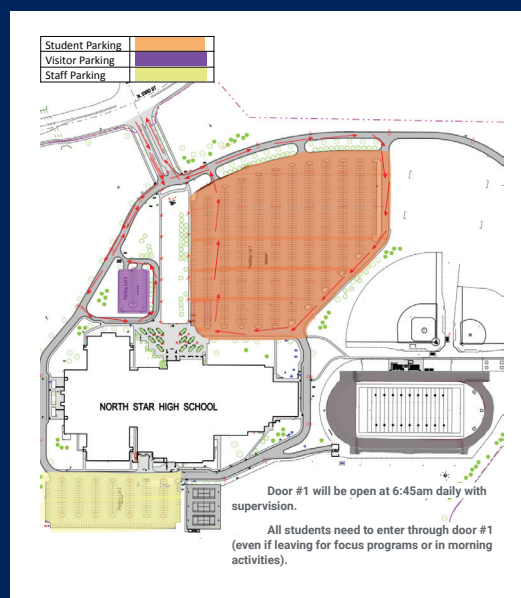 Student Parking
Visitor Parking
Staff Parking
N. 33RD ST
NORTH STAR HIGH SCHOOL
Door #1 will be open at 6:45am daily with
supervision.
All students need to enter through door #1
(even if leaving for focus programs or in morning
activities).